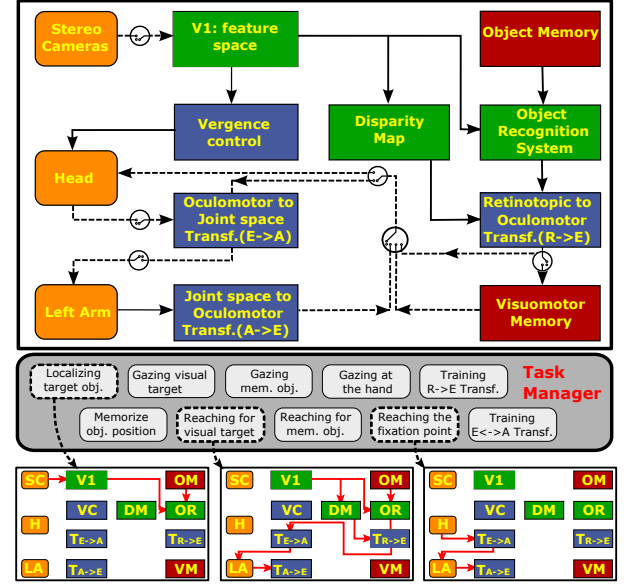 Stereo
Cameras
V1: feature
space
Object Memory
Vergence
control
Disparity
Map
Object
Recognition
System
Head
Oculomotor to
Joint space
Transf.(E->A)
Retinotopic to
Oculomotor
Transf.(R->E)
Left Arm
Joint space to
Oculomotor
Transf.(A->E)
Visuomotor
Memory
Localizing
target obj.
Gazing visual
target
Gazing
mem. obj.
Gazing at
the hand
Training
R->E Transf.
Task
Manager
Memorize
obj. position
Reaching for
visual target
Reaching for
mem. obj.
Reaching the
fixation point
Training
E<->A Transf.
SC V1 OM
VC DM OR
H
TE->A TR->E
LA TA->E VM
SC V1 OM
VC DM OR
H
TE->A TR->E
LA TA->E VM
SC V1 OM
VC DM OR
H
TE->A TR->E
LA TA->E VM